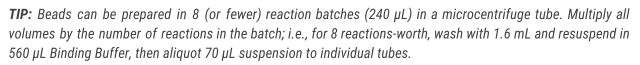 TIP: Beads can be prepared in 8 (or fewer) reaction batches (240 µL) in a microcentrifuge tube. Multiply all
volumes by the number of reactions in the batch; i.e., for 8 reactions-worth, wash with 1.6 mL and resuspend in
560 µL Binding Buffer, then aliquot 70 µL suspension to individual tubes.